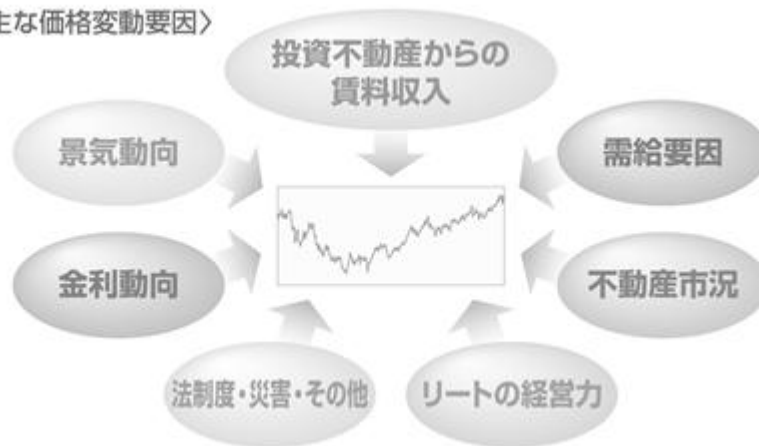 主な価格変動要因〉
投資不動産からの
賃料収入
景気動向
需給要因
金利動向
不動産市況
法制度・災害・その他
リートの経営力